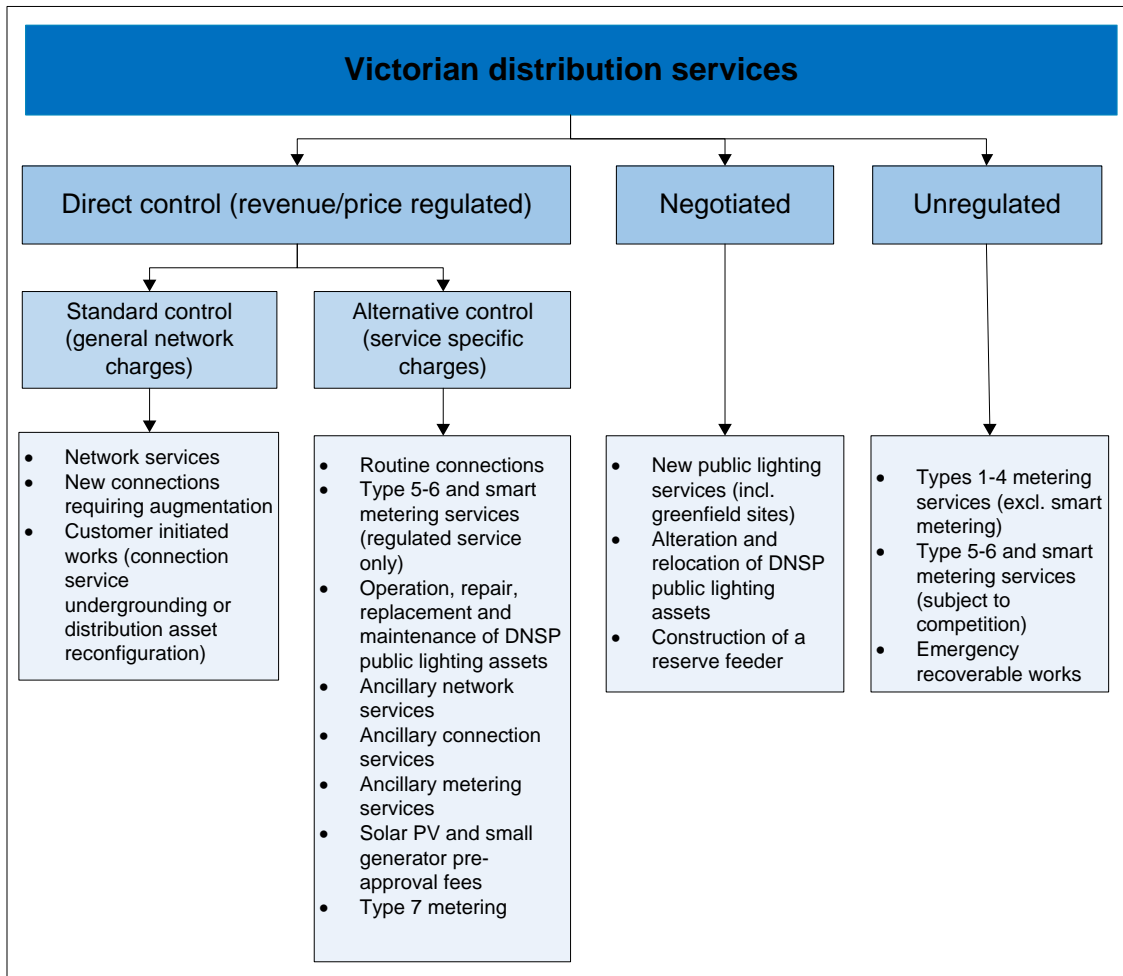 Victorian distribution services
Direct control (revenue/price regulated)
Negotiated
Unregulated
Standard control
(general network
charges)
Alternative control
(service specific
charges)
• Network services
• New connections
requiring augmentation
• Customer initiated
works (connection
service
undergrounding or
distribution asset
reconfiguration)
• Routine connections
• Type 5-6 and smart
metering services
(regulated service
only)
• Operation, repair,
replacement and
maintenance of DNSP
public lighting assets
• Ancillary network
services
• Ancillary connection
services
• Ancillary metering
services
• Solar PV and small
generator pre-
approval fees
• Type 7 metering
• New public lighting
services (incl.
greenfield sites)
• Alteration and
relocation of DNSP
public lighting
assets
• Construction of a
reserve feeder
• Types 1-4 metering
services (excl. smart
metering)
• Type 5-6 and smart
metering services
(subject to
competition)
• Emergency
recoverable works